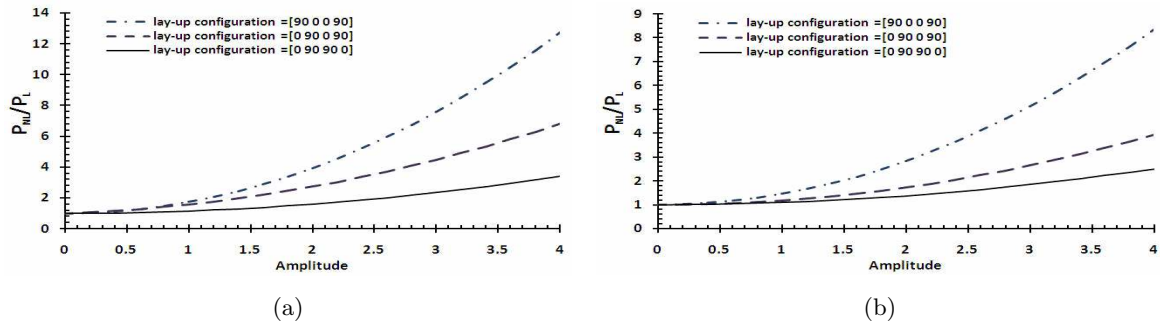 14
12
10
8
6
4
2
0
P_NL/P_L
lay-up configuration =[90 0 0 90]
lay-up configuration =[0 90 0 90]
lay-up configuration =[0 90 90 0]
0 0.5 1 1.5 2 2.5 3 3.5 4
Amplitude
(a)
9
8
7
6
5
4
3
2
1
0
P_NL/P_L
lay-up configuration =[90 0 0 90]
lay-up configuration =[0 90 0 90]
lay-up configuration =[0 90 90 0]
0 0.5 1 1.5 2 2.5 3 3.5 4
Amplitude
(b)